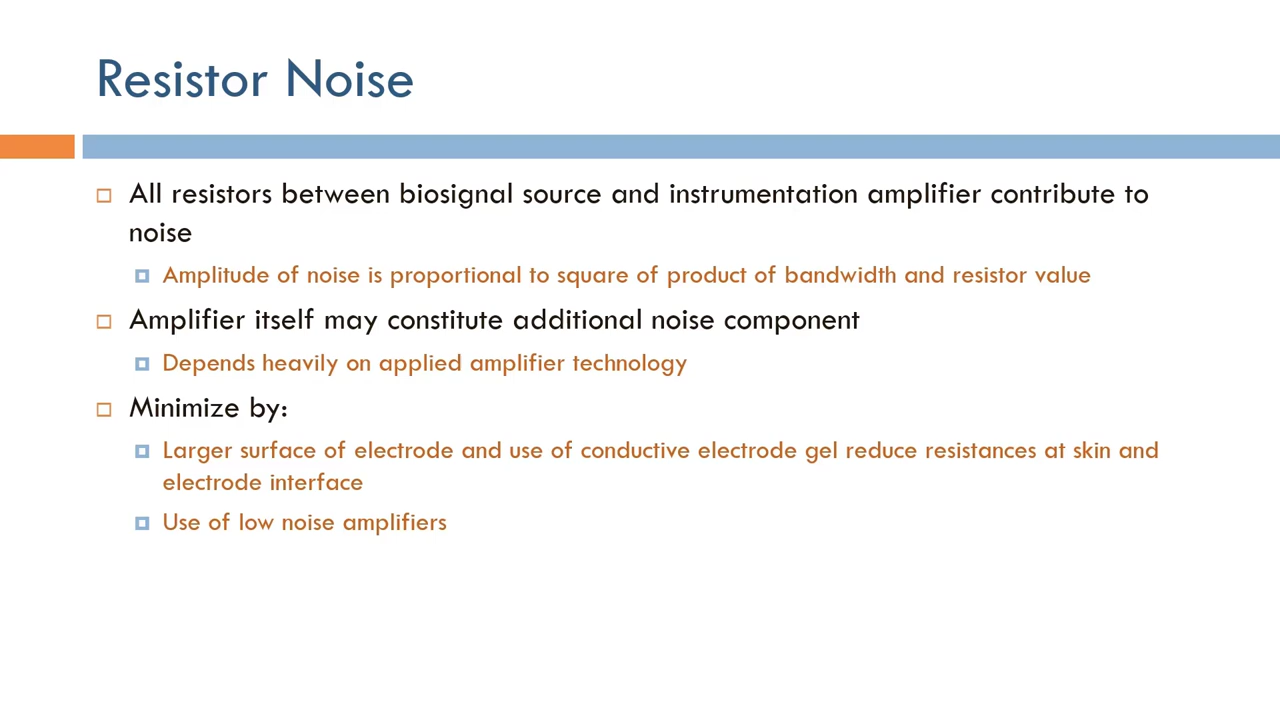 Resistor Noise
All resistors between biosignal source and instrumentation amplifier contribute to
noise
Amplitude of noise is proportional to square of product of bandwidth and resistor value
Amplifier itself may constitute additional noise component
Depends heavily on applied amplifier technology
Minimize by:
Larger surface of electrode and use of conductive electrode gel reduce resistances at skin and
electrode interface
Use of low noise amplifiers